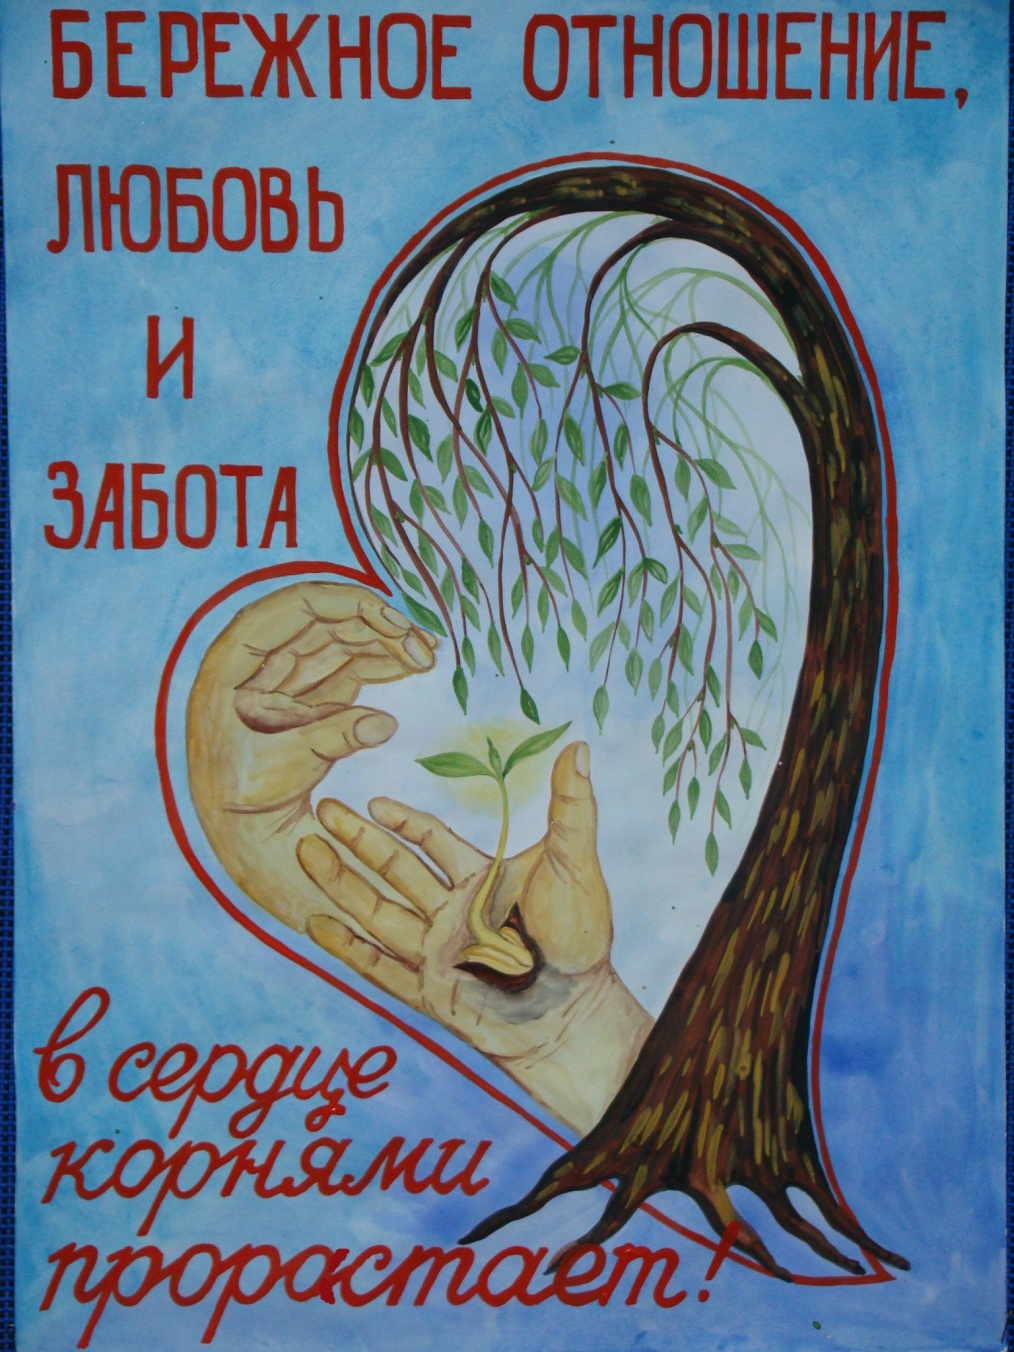 БЕРЕЖНОЕ ОТНОШЕНИЕ,
ЛЮБОВЬ
И
ЗАБОТА
в сердце
корнями
прорастает!